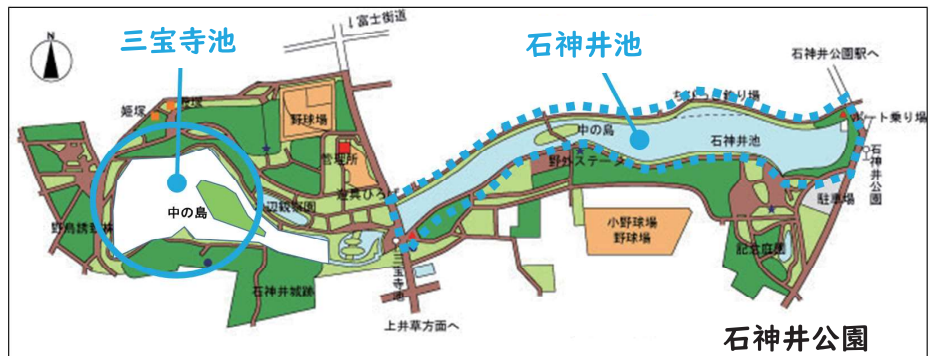 N
↑富士街道
三宝寺池
石神井池
石神井公園駅へ
姫塚
野球場
ボート乗り場
中の島
石神井池
管理所
野外ステージ
石神井公園
中の島
駐車場
小野球場
野球場
記念庭園
石神井城跡
三宝寺池
上井草方面へ
石神井公園